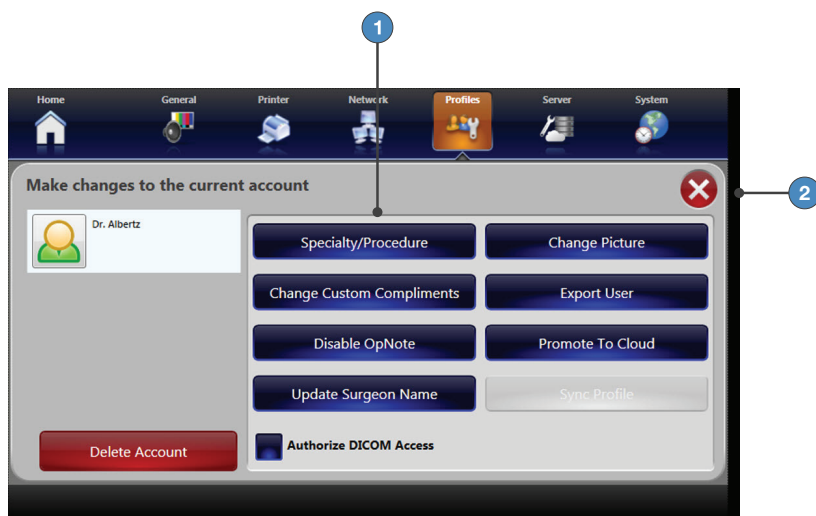 1
Home General Printer Network Profiles Server System
Make changes to the current account
2
Dr. Albertz
Specialty/Procedure Change Picture
Change Custom Compliments Export User
Disable OpNote Promote To Cloud
Update Surgeon Name Sync Profile
Authorize DICOM Access
Delete Account